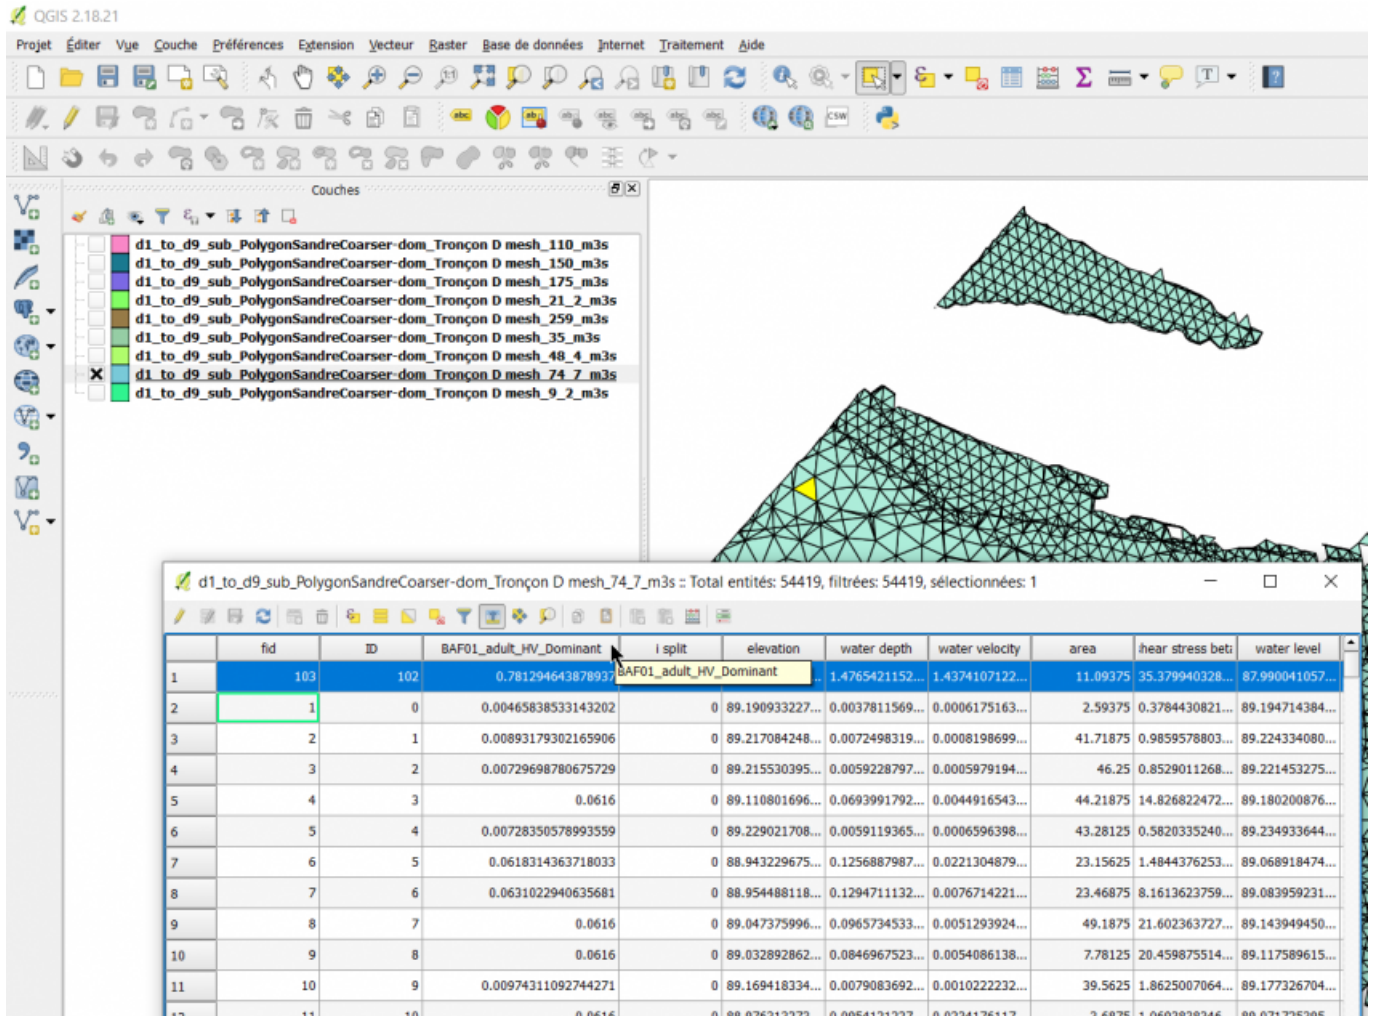 QGIS 2.18.21
Projet Éditer Vue Couche Préférences Extension Vecteur Raster Base de données Internet Traitement Aide
abc abc CSW
Couches
d1_to_d9_sub_PolygonSandreCoarser-dom_Tronçon D mesh_110_m3s
d1_to_d9_sub_PolygonSandreCoarser-dom_Tronçon D mesh_150_m3s
d1_to_d9_sub_PolygonSandreCoarser-dom_Tronçon D mesh_175_m3s
d1_to_d9_sub_PolygonSandreCoarser-dom_Tronçon D mesh_21_2_m3s
d1_to_d9_sub_PolygonSandreCoarser-dom_Tronçon D mesh_259_m3s
d1_to_d9_sub_PolygonSandreCoarser-dom_Tronçon D mesh_35_m3s
d1_to_d9_sub_PolygonSandreCoarser-dom_Tronçon D mesh_48_4_m3s
d1_to_d9_sub_PolygonSandreCoarser-dom_Tronçon D mesh_74_7_m3s
d1_to_d9_sub_PolygonSandreCoarser-dom_Tronçon D mesh_9_2_m3s
d1_to_d9_sub_PolygonSandreCoarser-dom_Tronçon D mesh_74_7_m3s :: Total entités: 54419, filtrées: 54419, sélectionnées: 1
fid ID BAF01_adult_HV_Dominant i split elevation water depth water velocity area hear stress beta water level
BAF01_adult_HV_Dominant
1 103 102 0.781294643878937 1.4765421152... 1.4374107122... 11.09375 35.379940328... 87.990041057...
2 1 0 0.00465838533143202 0 89.190933227... 0.0037811569... 0.0006175163... 2.59375 0.3784430821... 89.194714384...
3 2 1 0.00893179302165906 0 89.217084248... 0.0072498319... 0.0008198699... 41.71875 0.9859578803... 89.224334080...
4 3 2 0.00729698780675729 0 89.215530395... 0.0059228797... 0.0005979194... 46.25 0.8529011268... 89.221453275...
5 4 3 0.0616 0 89.110801696... 0.0693991792... 0.0044916543... 44.21875 14.826822472... 89.180200876...
6 5 4 0.00728350578993559 0 89.229021708... 0.0059119365... 0.0006596398... 43.28125 0.5820335240... 89.234933644...
7 6 5 0.0618314363718033 0 88.943229675... 0.1256887987... 0.0221304879... 23.15625 1.4844376253... 89.068918474...
8 7 6 0.0631022940635681 0 88.954488118... 0.1294711132... 0.0076714221... 23.46875 8.1613623759... 89.083959231...
9 8 7 0.0616 0 89.047375996... 0.0965734533... 0.0051293924... 49.1875 21.602363727... 89.143949450...
10 9 8 0.0616 0 89.032892862... 0.0846967523... 0.0054086138... 7.78125 20.459875514... 89.117589615...
11 10 9 0.00974311092744271 0 89.169418334... 0.0079083692... 0.0010222232... 39.5625 1.8625007064... 89.177326704...